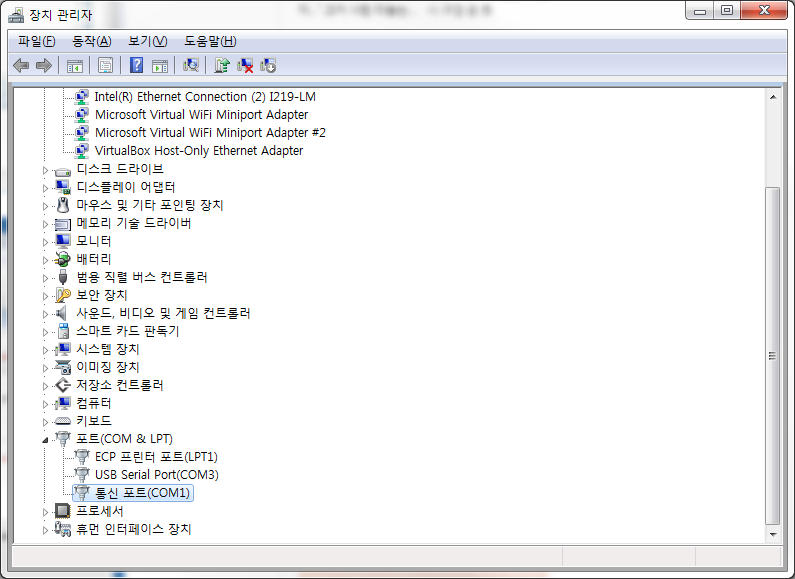 장치 관리자
파일(F) 동작(A) 보기(V) 도움말(H)
Intel(R) Ethernet Connection (2) I219-LM
Microsoft Virtual WiFi Miniport Adapter
Microsoft Virtual WiFi Miniport Adapter #2
VirtualBox Host-Only Ethernet Adapter
디스크 드라이브
디스플레이 어댑터
마우스 및 기타 포인팅 장치
메모리 기술 드라이버
모니터
배터리
범용 직렬 버스 컨트롤러
보안 장치
사운드, 비디오 및 게임 컨트롤러
스마트 카드 판독기
시스템 장치
이미징 장치
저장소 컨트롤러
컴퓨터
키보드
포트(COM & LPT)
ECP 프린터 포트(LPT1)
USB Serial Port(COM3)
통신 포트(COM1)
프로세서
휴먼 인터페이스 장치